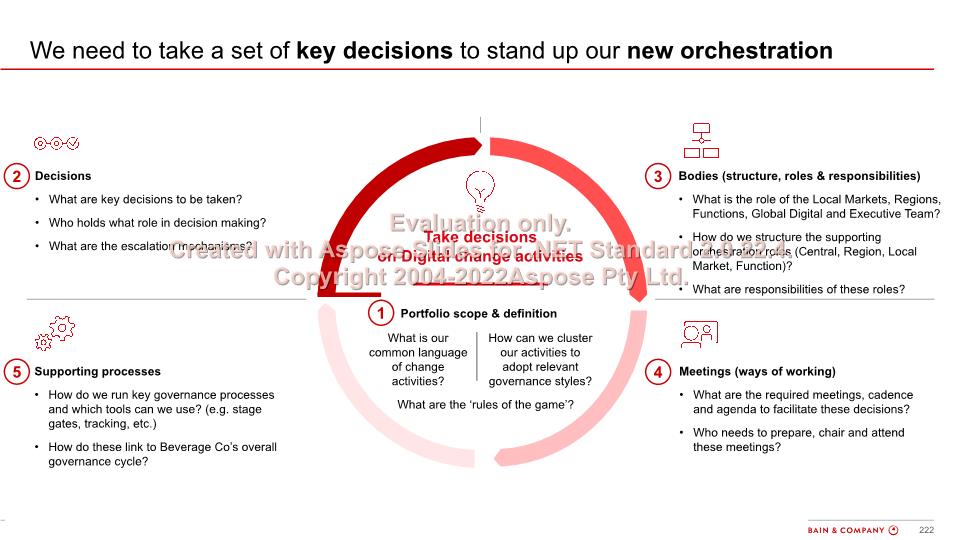 We need to take a set of key decisions to stand up our new orchestration
2
Decisions
• What are key decisions to be taken?
• Who holds what role in decision making?
• What are the escalation mechanisms?
3
Bodies (structure, roles & responsibilities)
• What is the role of the Local Markets, Regions,
Functions, Global Digital and Executive Team?
• How do we structure the supporting
orchestration roles (Central, Region, Local
Market, Function)?
• What are responsibilities of these roles?
Evaluation only.
Created with Aspose.Slides for .NET Standard 2.0 22.4.
Copyright 2004-2022Aspose Pty Ltd.
Take decisions
on Digital change activities
1
Portfolio scope & definition
What is our
common language
of change
activities?
How can we cluster
our activities to
adopt relevant
governance styles?
What are the ‘rules of the game’?
5
Supporting processes
• How do we run key governance processes
and which tools can we use? (e.g. stage
gates, tracking, etc.)
• How do these link to Beverage Co’s overall
governance cycle?
4
Meetings (ways of working)
• What are the required meetings, cadence
and agenda to facilitate these decisions?
• Who needs to prepare, chair and attend
these meetings?
BAIN & COMPANY
222